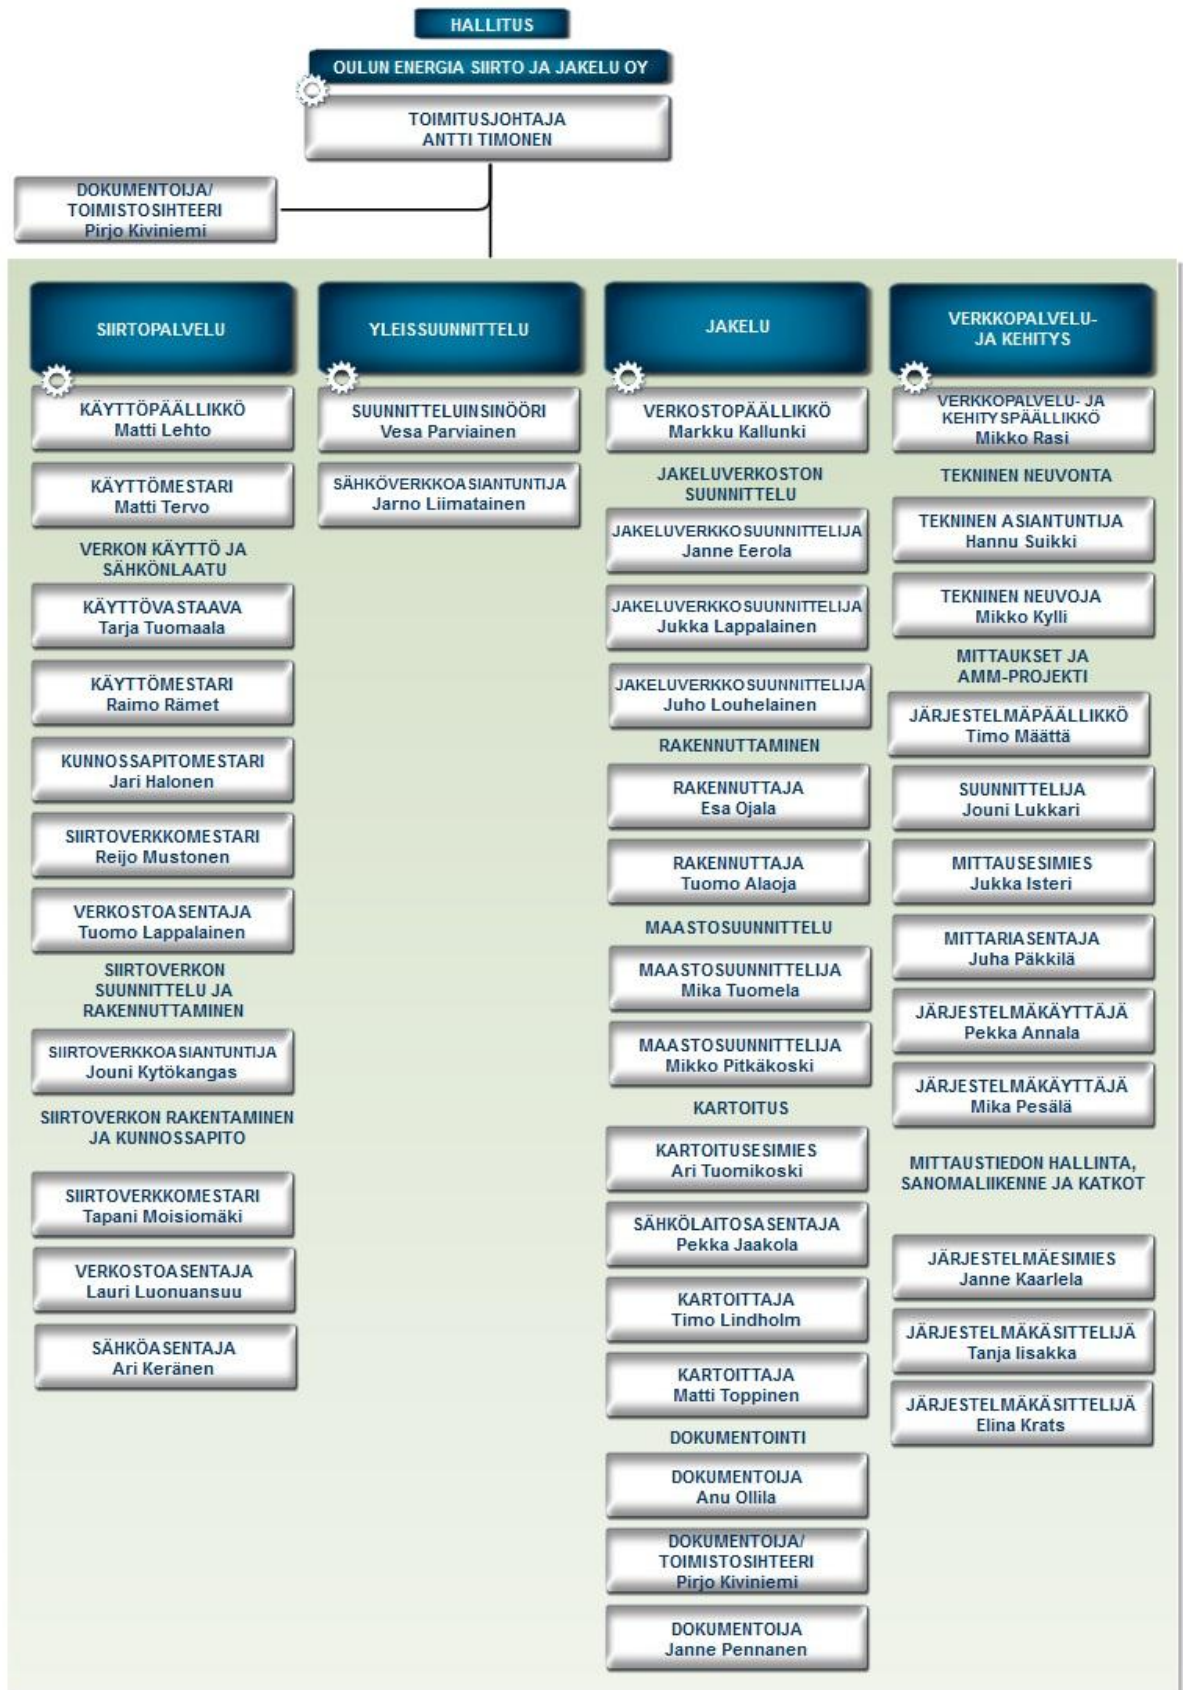 HALLITUS
OULUN ENERGIA SIIRTO JA JAKELU OY
TOIMITUSJOHTAJA
ANTTI TIMONEN
DOKUMENTOIJA/
TOIMISTOSIHTEERI
Pirjo Kiviniemi
SIIRTOPALVELU
KÄYTTÖPÄÄLLIKKÖ
Matti Lehto
KÄYTTÖMESTARI
Matti Tervo
VERKON KÄYTTÖ JA
SÄHKÖNLAATU
KÄYTTÖVASTAAVA
Tarja Tuomaala
KÄYTTÖMESTARI
Raimo Rämet
KUNNOSSAPITOMESTARI
Jari Halonen
SIIRTOVERKKOMESTARI
Reijo Mustonen
VERKOSTOASENTAJA
Tuomo Lappalainen
SIIRTOVERKON
SUUNNITTELU JA
RAKENNUTTAMINEN
SIIRTOVERKKOASIANTUNTIJA
Jouni Kytökangas
SIIRTOVERKON RAKENTAMINEN
JA KUNNOSSAPITO
SIIRTOVERKKOMESTARI
Tapani Moisiomäki
VERKOSTOASENTAJA
Lauri Luonuansuu
SÄHKÖASENTAJA
Ari Keränen
YLEISSUUNNITTELU
SUUNNITTELUINSINÖÖRI
Vesa Parviainen
SÄHKÖVERKKOASIANTUNTIJA
Jarno Liimatainen
JAKELU
VERKOSTOPÄÄLLIKKÖ
Markku Kallunki
JAKELUVERKOSTON
SUUNNITTELU
JAKELUVERKKOSUUNNITTELIJA
Janne Eerola
JAKELUVERKKOSUUNNITTELIJA
Jukka Lappalainen
JAKELUVERKKOSUUNNITTELIJA
Juho Louhelainen
RAKENNUTTAMINEN
RAKENNUTTAJA
Esa Ojala
RAKENNUTTAJA
Tuomo Alaoja
MAASTOSUUNNITTELU
MAASTOSUUNNITTELIJA
Mika Tuomela
MAASTOSUUNNITTELIJA
Mikko Pitkäkoski
KARTOITUS
KARTOITUSESIMIES
Ari Tuomikoski
SÄHKÖLAITOSASENTAJA
Pekka Jaakola
KARTOITTAJA
Timo Lindholm
KARTOITTAJA
Matti Toppinen
DOKUMENTOINTI
DOKUMENTOIJA
Anu Ollila
DOKUMENTOIJA/
TOIMISTOSIHTEERI
Pirjo Kiviniemi
DOKUMENTOIJA
Janne Pennanen
VERKKOPALVELU-
JA KEHITYS
VERKKOPALVELU- JA
KEHITYSPÄÄLLIKKÖ
Mikko Rasi
TEKNINEN NEUVONTA
TEKNINEN ASIANTUNTIJA
Hannu Suikki
TEKNINEN NEUVOJA
Mikko Kylli
MITTAUKSET JA
AMM-PROJEKTI
JÄRJESTELMÄPÄÄLLIKKÖ
Timo Määttä
SUUNNITTELIJA
Jouni Lukkari
MITTAUSESIMIES
Jukka Isteri
MITTARIASENTAJA
Juha Päkkilä
JÄRJESTELMÄKÄYTTÄJÄ
Pekka Annala
JÄRJESTELMÄKÄYTTÄJÄ
Mika Pesälä
MITTAUSTIEDON HALLINTA,
SANOMALIIKENNE JA KATKOT
JÄRJESTELMÄESIMIES
Janne Kaarlela
JÄRJESTELMÄKÄSITTELIJÄ
Tanja Iisakka
JÄRJESTELMÄKÄSITTELIJÄ
Elina Krats